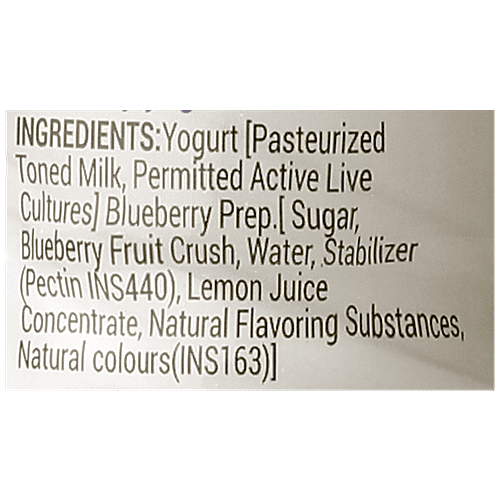 INGREDIENTS:Yogurt [Pasteurized
Toned Milk, Permitted Active Live
Cultures] Blueberry Prep.[ Sugar,
Blueberry Fruit Crush, Water, Stabilizer
(Pectin INS440), Lemon Juice
Concentrate, Natural Flavoring Substances,
Natural colours(INS163)]